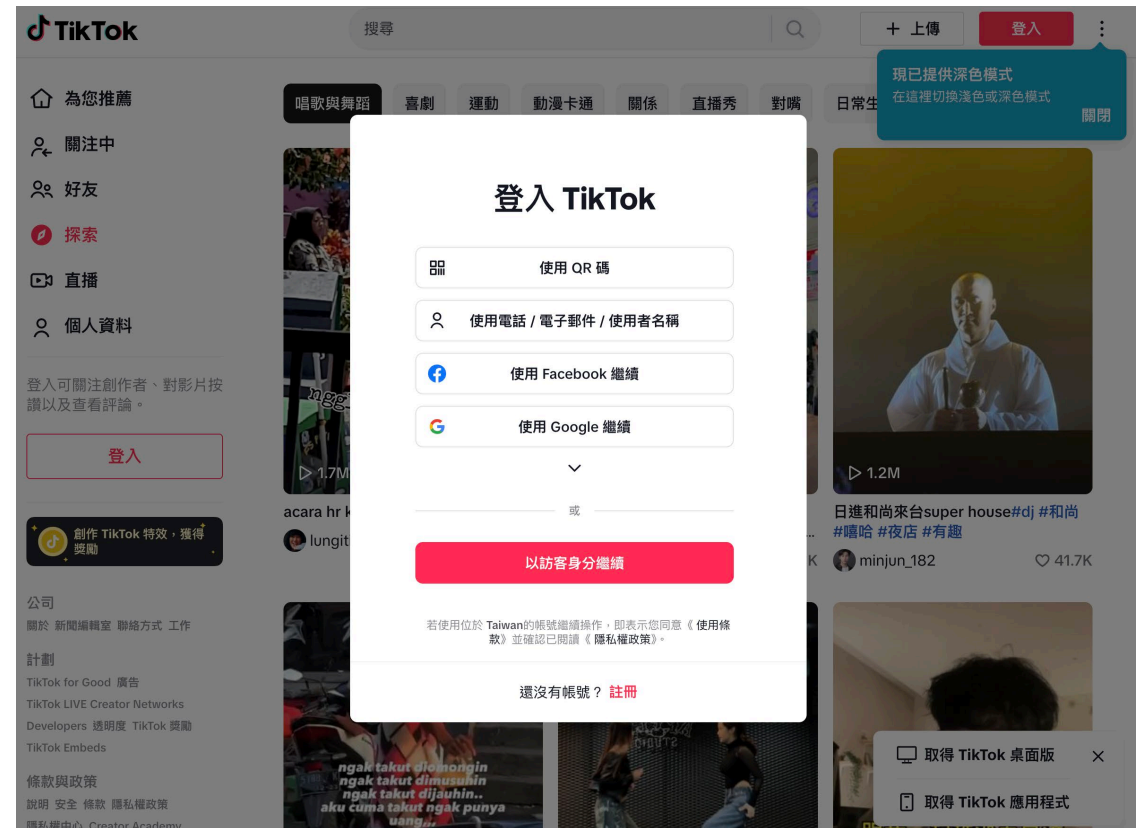 TikTok
搜尋
+ 上傳
登入
現已提供深色模式
在這裡切換淺色或深色模式
關閉
為您推薦
關注中
好友
探索
直播
個人資料
登入可關注創作者、對影片按
讚以及查看評論。
登入
創作 TikTok 特效，獲得
獎勵
公司
關於 新聞編輯室 聯絡方式 工作
計劃
TikTok for Good 廣告
TikTok LIVE Creator Networks
Developers 透明度 TikTok 獎勵
TikTok Embeds
條款與政策
說明 安全 條款 隱私權政策
隱私權中心 Creator Academy
唱歌與舞蹈 喜劇 運動 動漫卡通 關係 直播秀 對嘴 日常生
登入 TikTok
使用 QR 碼
使用電話 / 電子郵件 / 使用者名稱
使用 Facebook 繼續
使用 Google 繼續
或
以訪客身分繼續
若使用位於 Taiwan的帳號繼續操作，即表示您同意《 使用條
款》並確認已閱讀《 隱私權政策》。
還沒有帳號？ 註冊
ngg
1.7M
acara hr k
lungit
...
K
1.2M
日進和尚來台super house#dj #和尚
#嘻哈 #夜店 #有趣
minjun_182
41.7K
ngak takut diomongin
ngak takut dimusuhin
ngak takut dijauhin..
aku cuma takut ngak punya
uang,,,
取得 TikTok 桌面版
取得 TikTok 應用程式